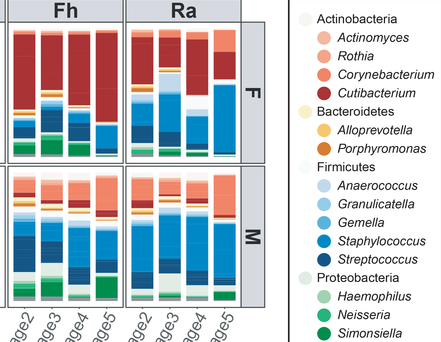 Fh Ra
F
M
age2 age3 age4 age5 age2 age3 age4 age5
Actinobacteria
Actinomyces
Rothia
Corynebacterium
Cutibacterium
Bacteroidetes
Alloprevotella
Porphyromonas
Firmicutes
Anaerococcus
Granulicatella
Gemella
Staphylococcus
Streptococcus
Proteobacteria
Haemophilus
Neisseria
Simonsiella